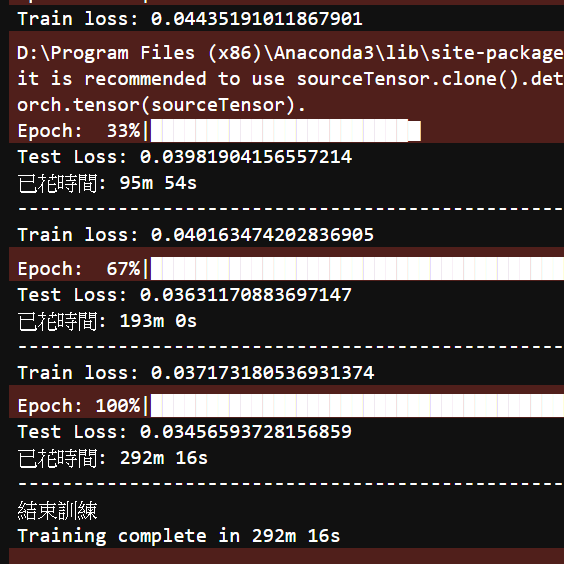 Train loss: 0.04435191011867901
D:\Program Files (x86)\Anaconda3\lib\site-package
it is recommended to use sourceTensor.clone().det
orch.tensor(sourceTensor).
Epoch:  33%|
Test Loss: 0.03981904156557214
已花時間: 95m 54s
-------------------------------------------------
Train loss: 0.040163474202836905
Epoch:  67%|
Test Loss: 0.03631170883697147
已花時間: 193m 0s
-------------------------------------------------
Train loss: 0.037173180536931374
Epoch: 100%|
Test Loss: 0.03456593728156859
已花時間: 292m 16s
-------------------------------------------------
結束訓練
Training complete in 292m 16s